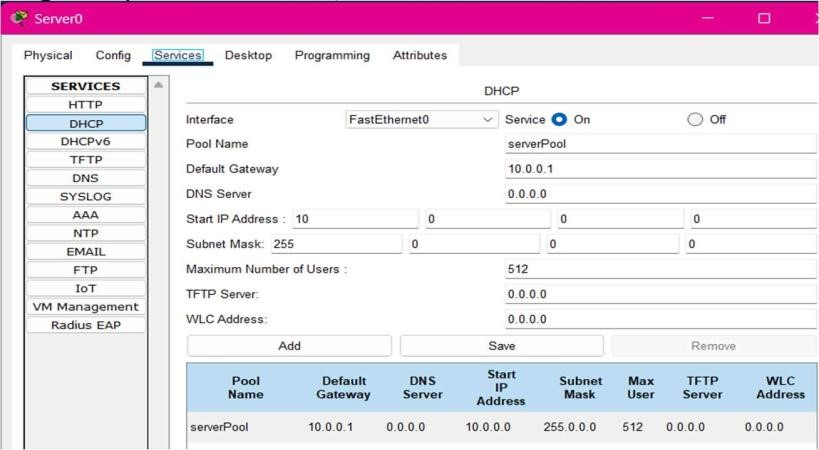 Server0
Physical Config Services Desktop Programming Attributes
SERVICES
HTTP
DHCP
DHCPv6
TFTP
DNS
SYSLOG
AAA
NTP
EMAIL
FTP
IoT
VM Management
Radius EAP
DHCP
Interface FastEthernet0 Service On Off
Pool Name serverPool
Default Gateway 10.0.0.1
DNS Server 0.0.0.0
Start IP Address : 10 0 0 0
Subnet Mask: 255 0 0 0
Maximum Number of Users : 512
TFTP Server: 0.0.0.0
WLC Address: 0.0.0.0
Add Save Remove
Pool Name Default Gateway DNS Server Start IP Address Subnet Mask Max User TFTP Server WLC Address
serverPool 10.0.0.1 0.0.0.0 10.0.0.0 255.0.0.0 512 0.0.0.0 0.0.0.0